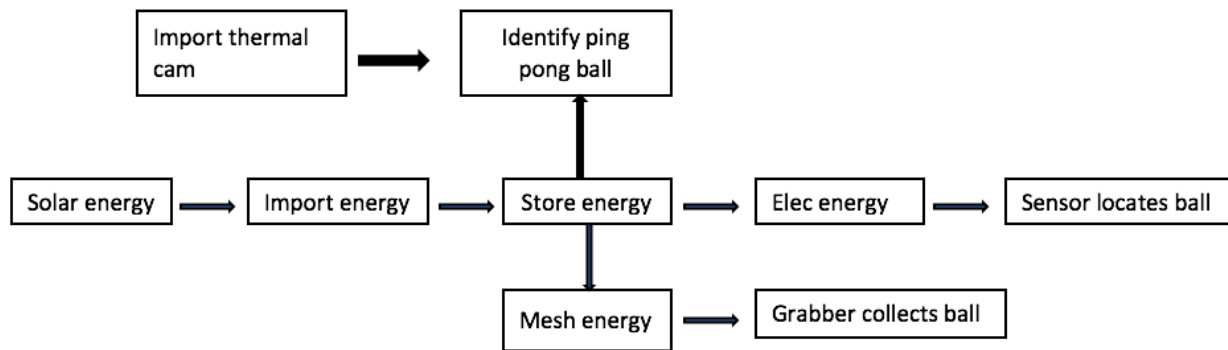 Import thermal
cam
Identify ping
pong ball
Solar energy
Import energy
Store energy
Elec energy
Sensor locates ball
Mesh energy
Grabber collects ball